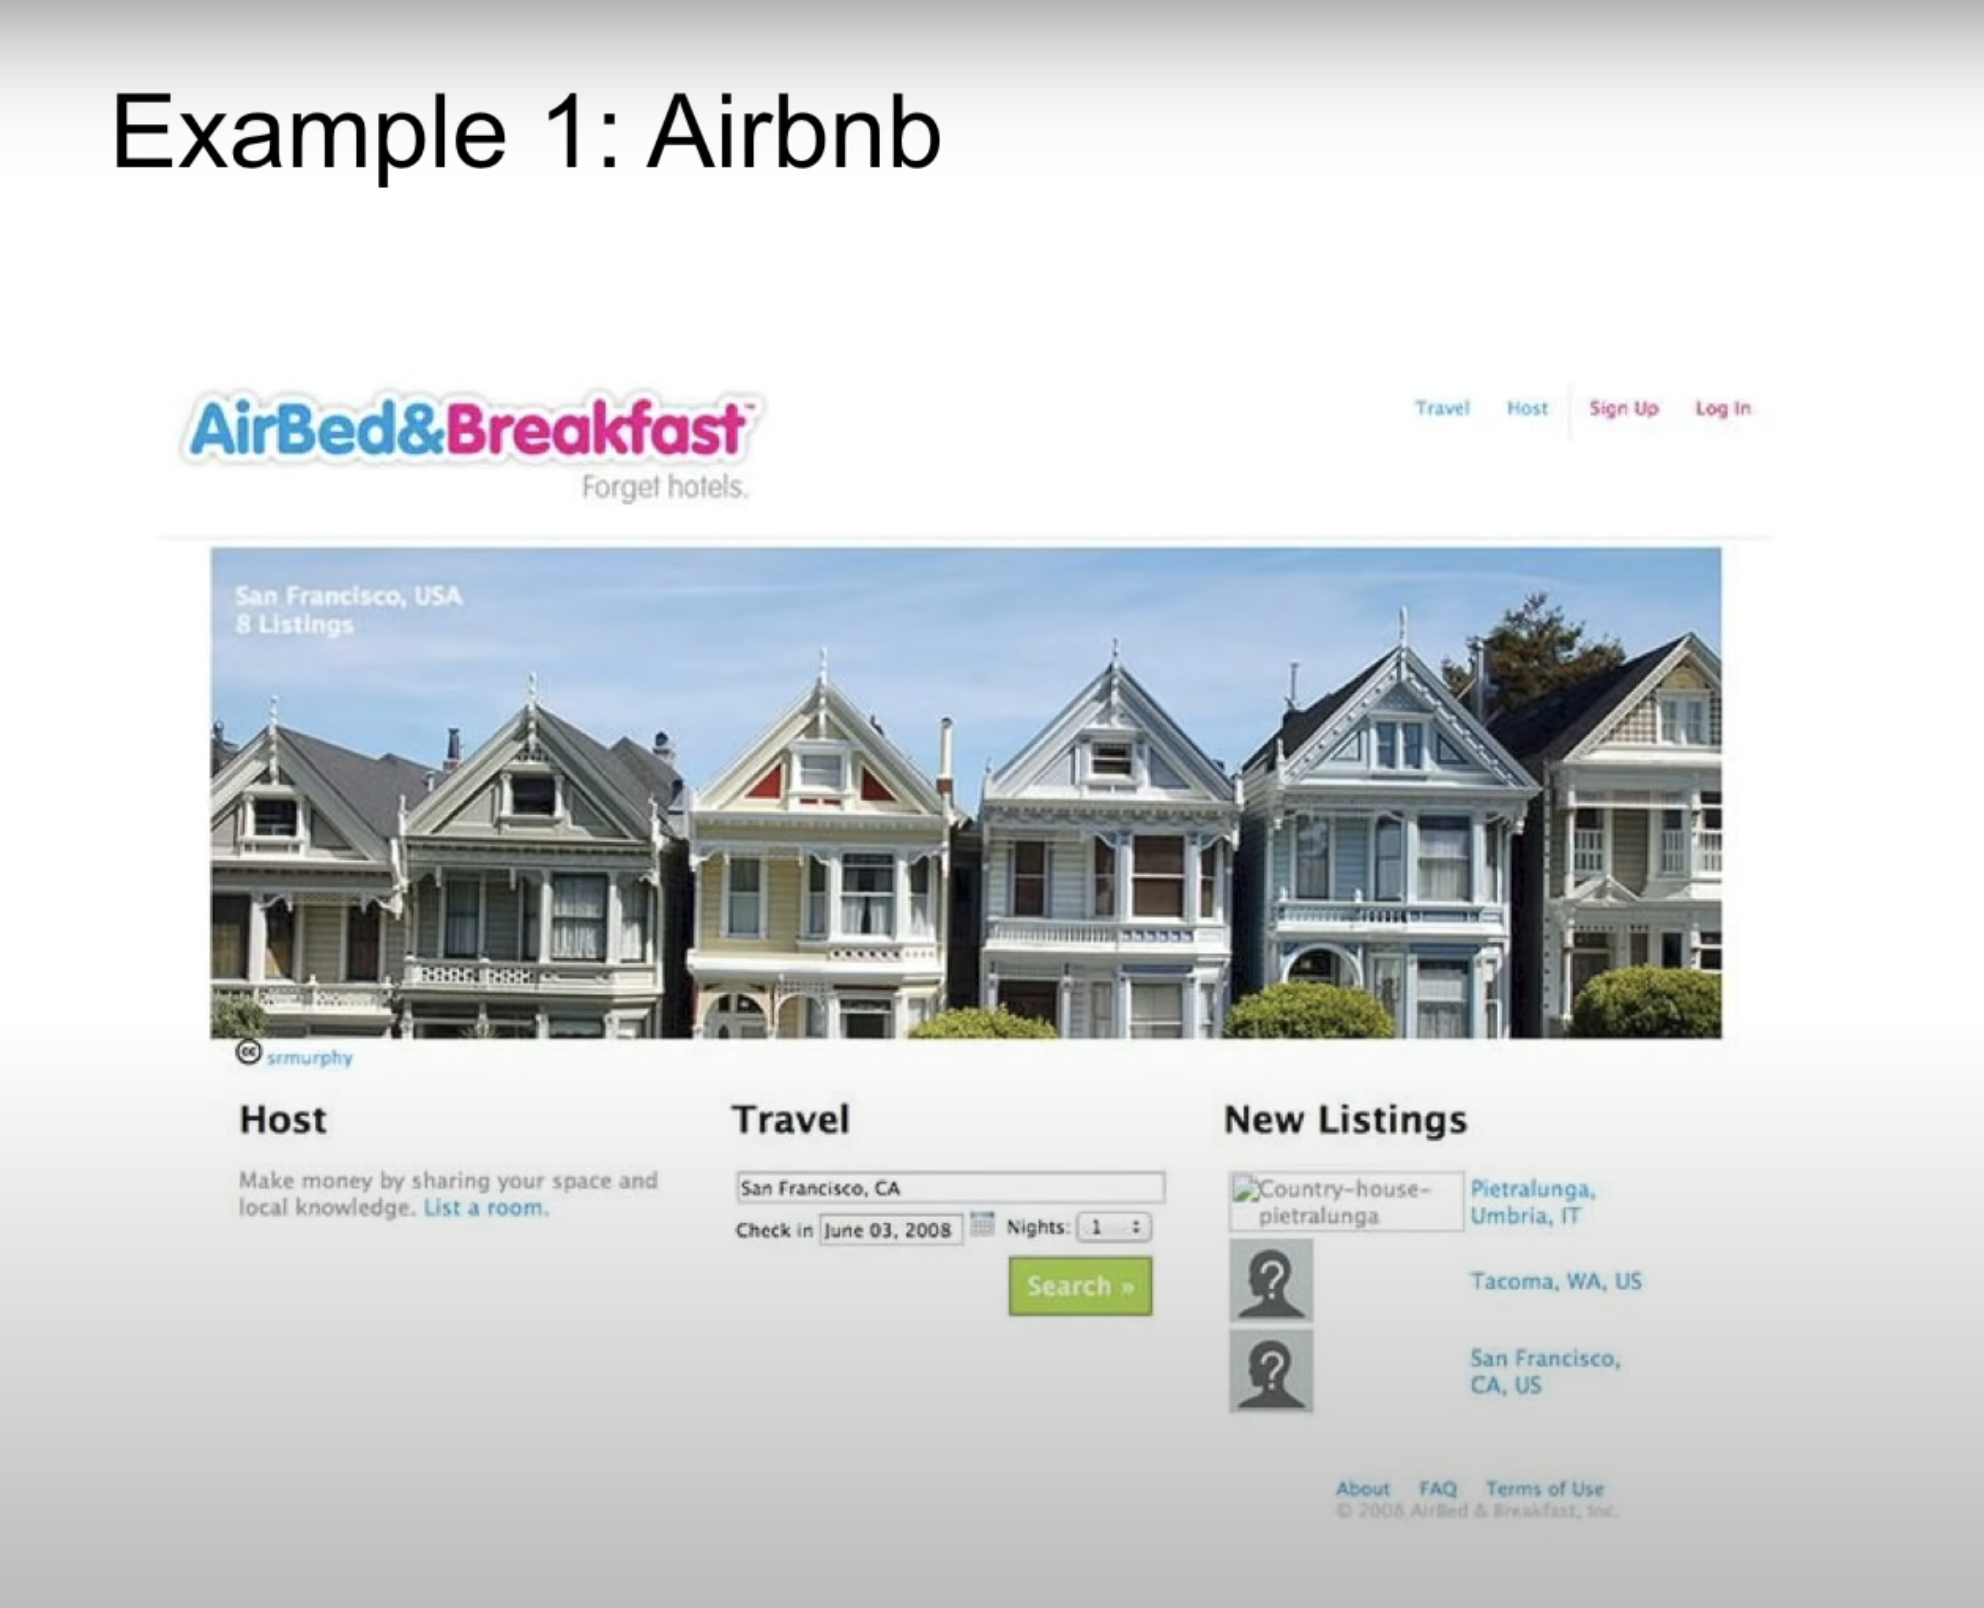 Example 1: Airbnb
AirBed&Breakfast™
Forget hotels.
Travel Host Sign Up Log In
San Francisco, USA
8 Listings
cc srmurphy
Host
Make money by sharing your space and
local knowledge. List a room.
Travel
San Francisco, CA
Check in June 03, 2008 Nights: 1
Search »
New Listings
Country-house-
pietralunga
Pietralunga,
Umbria, IT
?
Tacoma, WA, US
?
San Francisco,
CA, US
About FAQ Terms of Use
© 2008 AirBed & Breakfast, Inc.